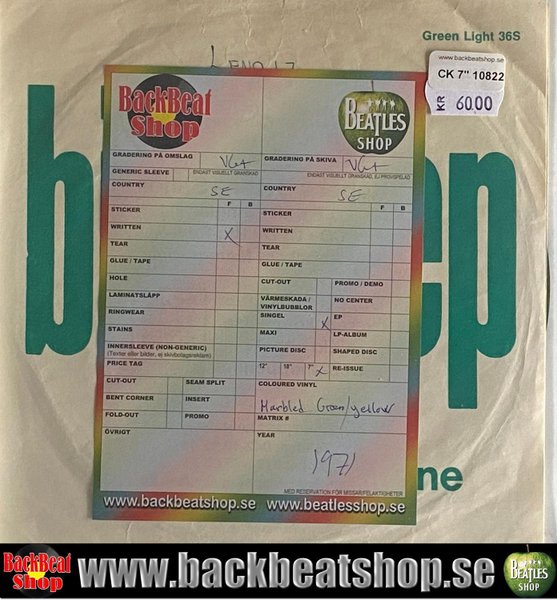 Green Light 36S
www.backbeatshop.se
CK 7" 10822
KR 60.00
BackBeat
Shop
BEATLES
SHOP
GRADERING PÅ OMSLAG VG+
GRADERING PÅ SKIVA VG+
GENERIC SLEEVE
ENDAST VISUELLT GRANSKAD
ENDAST VISUELLT GRANSKAD, EJ PROVSPELAD
COUNTRY SE
COUNTRY SE
F B
F B
STICKER
STICKER
WRITTEN X
WRITTEN
TEAR
TEAR
GLUE / TAPE
GLUE / TAPE
HOLE
CUT-OUT
PROMO / DEMO
LAMINATSLÄPP
VÄRMESKADA /
VINYLBUBBLOR
NO CENTER
RINGWEAR
SINGEL X
EP
STAINS
MAXI
LP-ALBUM
INNERSLEEVE (NON-GENERIC)
(Texter eller bilder, ej skivbolagsreklam)
PICTURE DISC
SHAPED DISC
PRICE TAG
12" 10" 7" X
RE-ISSUE
CUT-OUT
SEAM SPLIT
COLOURED VINYL
BENT CORNER
INSERT
Marbled Green/yellow
FOLD-OUT
PROMO
MATRIX #
ÖVRIGT
YEAR
1971
MED RESERVATION FÖR MISSAR/FELAKTIGHETER
www.backbeatshop.se
www.beatlesshop.se
ep
ne
BackBeat
Shop
www.backbeatshop.se
BEATLES
SHOP